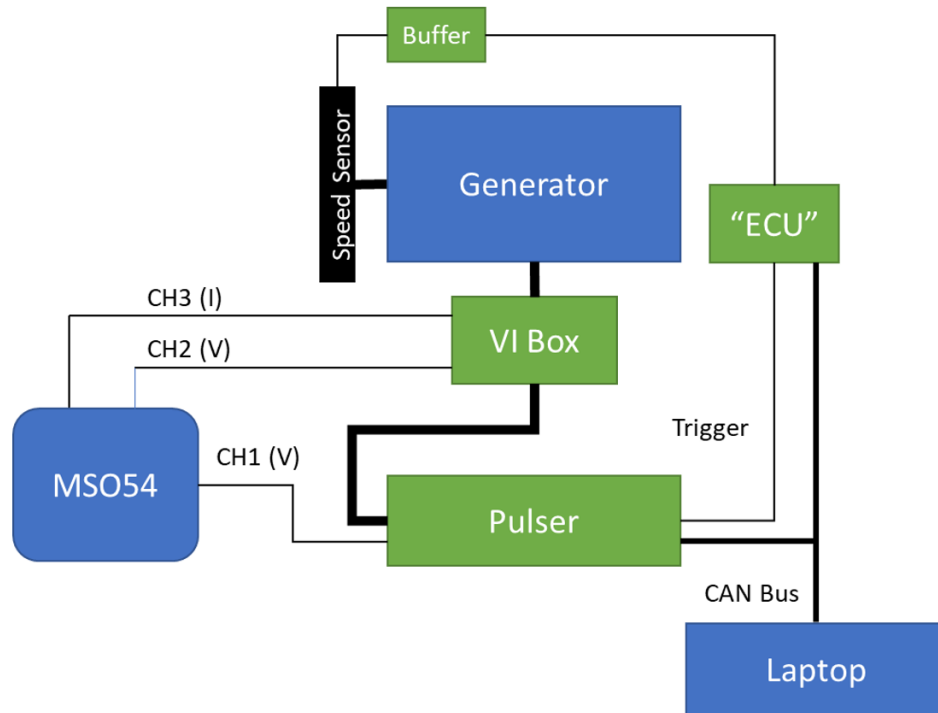 Buffer
Speed Sensor
Generator
“ECU”
CH3 (I)
VI Box
CH2 (V)
Trigger
CH1 (V)
MSO54
Pulser
CAN Bus
Laptop